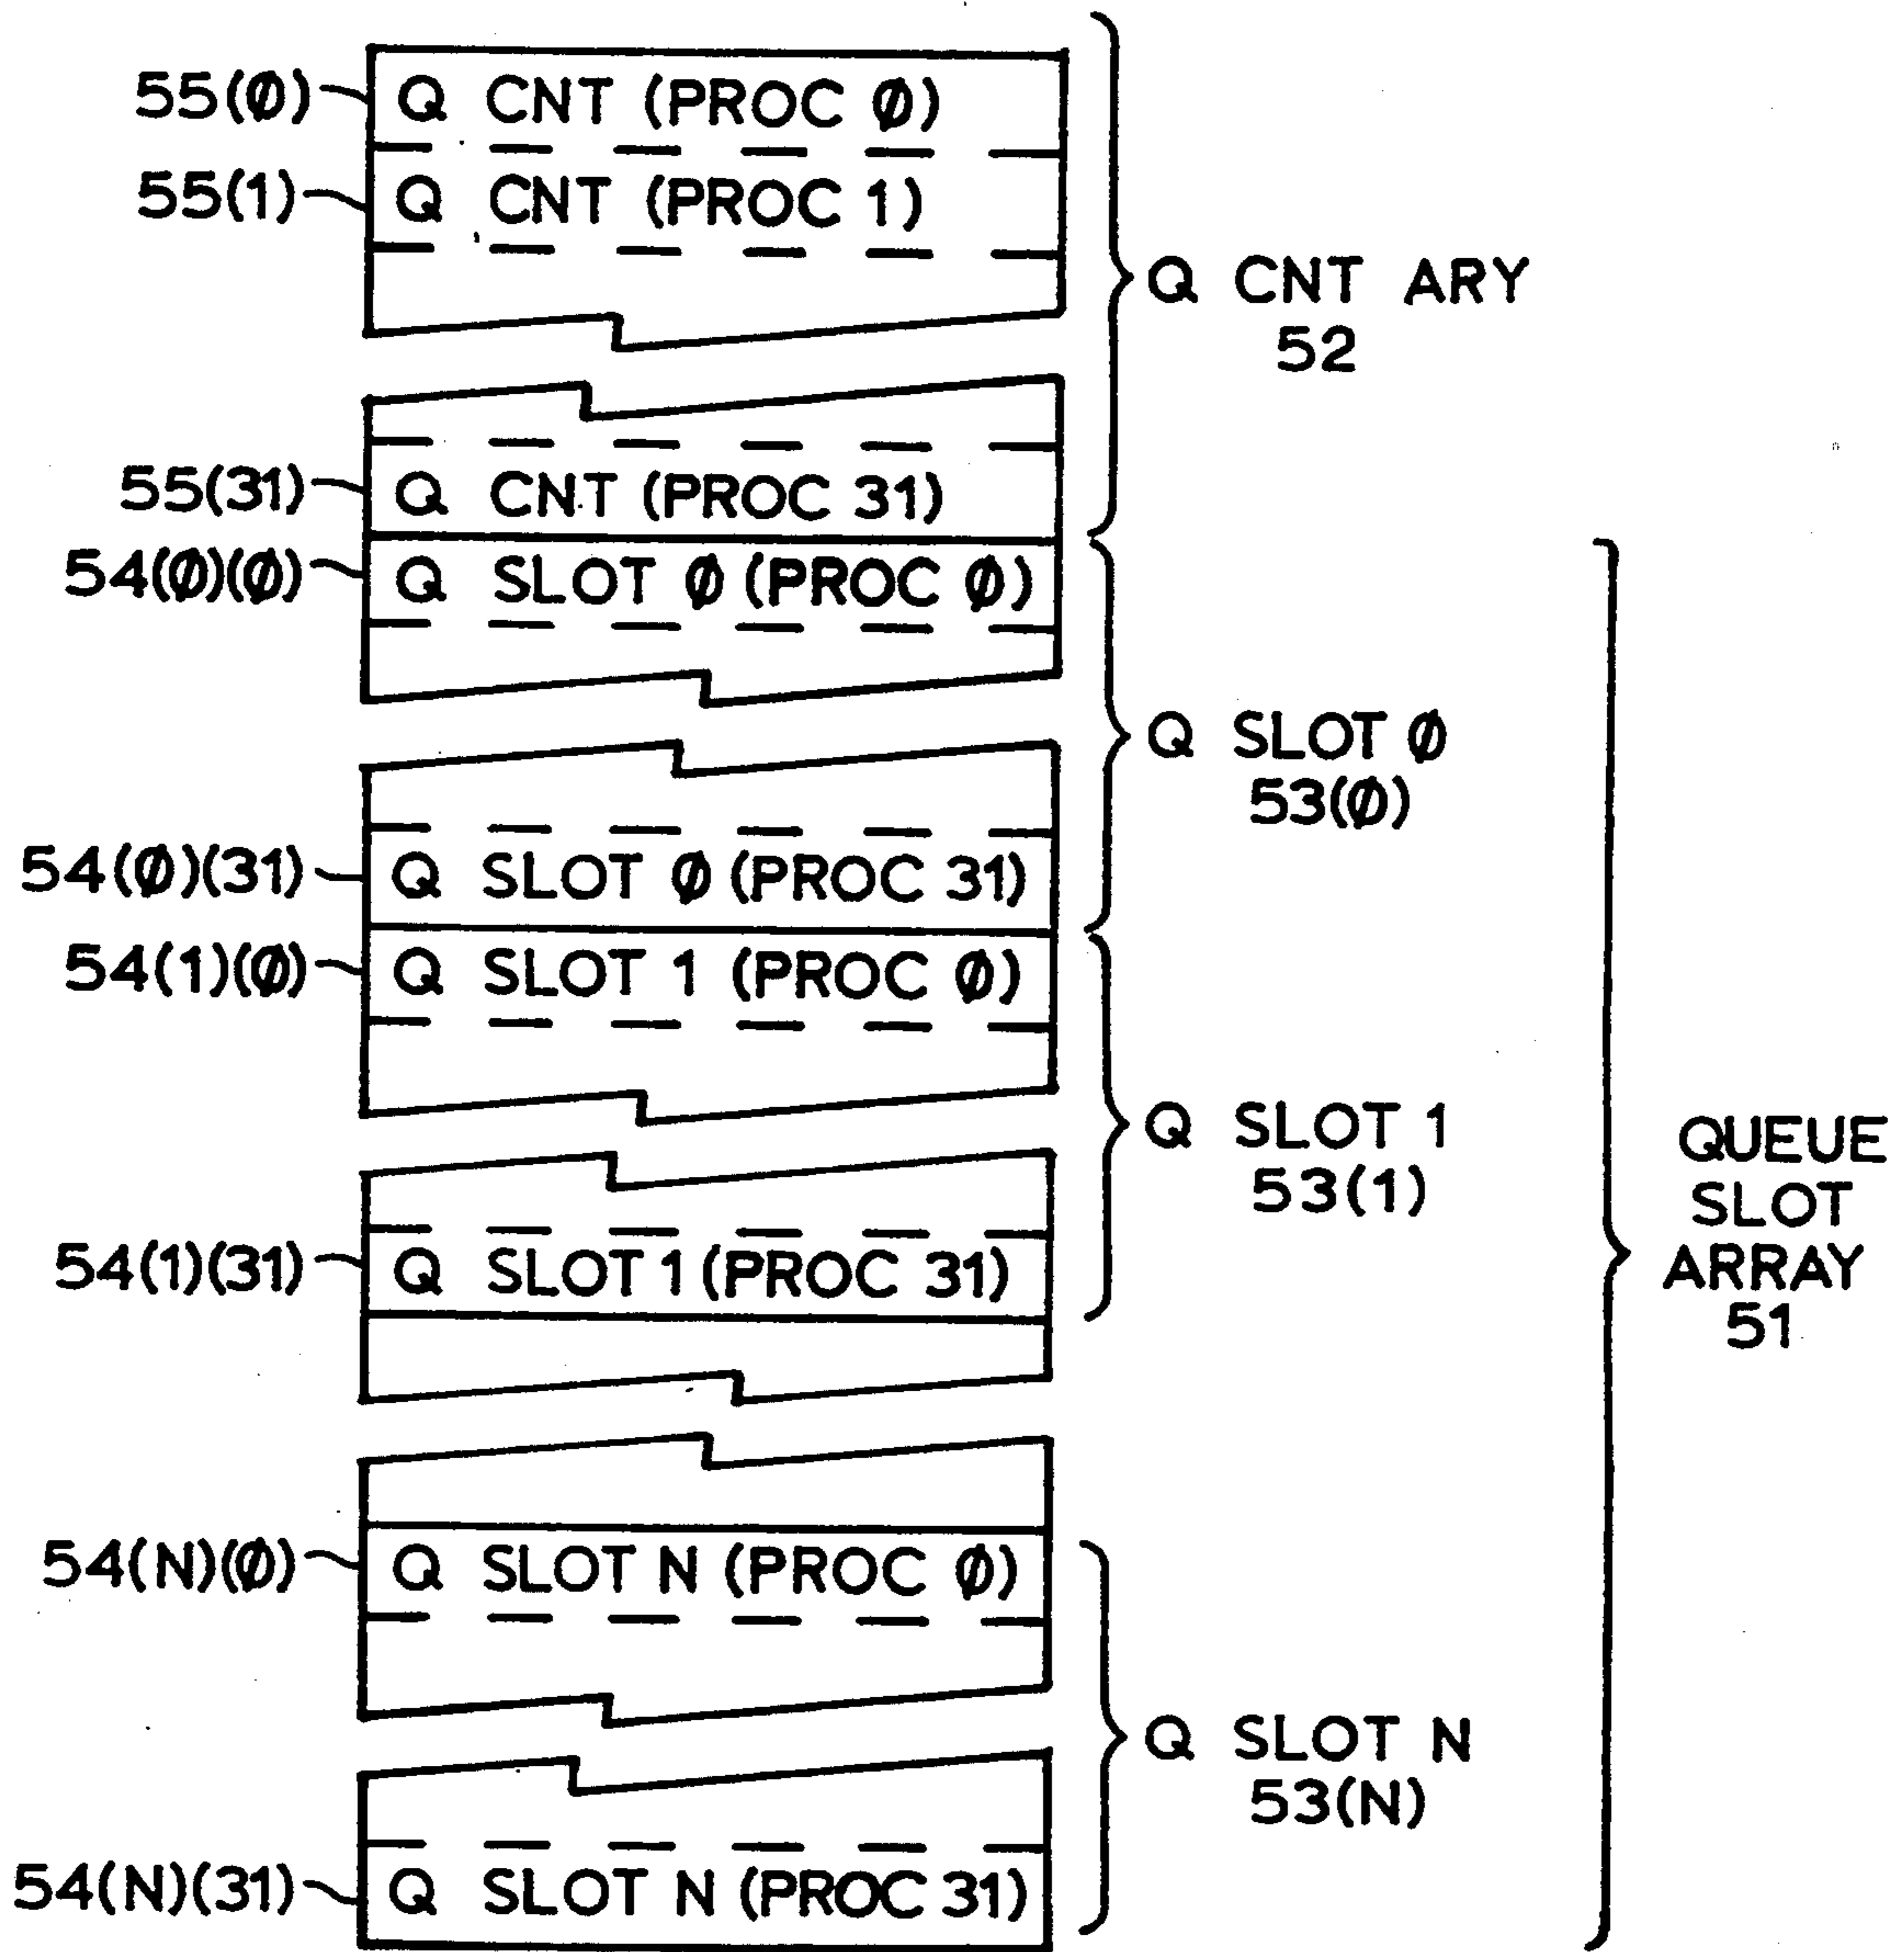 55(Ø) Q CNT (PROC Ø)
55(1) Q CNT (PROC 1)
Q CNT ARY
52
55(31) Q CNT (PROC 31)
54(Ø)(Ø) Q SLOT Ø (PROC Ø)
Q SLOT Ø
53(Ø)
54(Ø)(31) Q SLOT Ø (PROC 31)
54(1)(Ø) Q SLOT 1 (PROC Ø)
Q SLOT 1
53(1)
QUEUE
SLOT
ARRAY
51
54(1)(31) Q SLOT 1 (PROC 31)
54(N)(Ø) Q SLOT N (PROC Ø)
Q SLOT N
53(N)
54(N)(31) Q SLOT N (PROC 31)